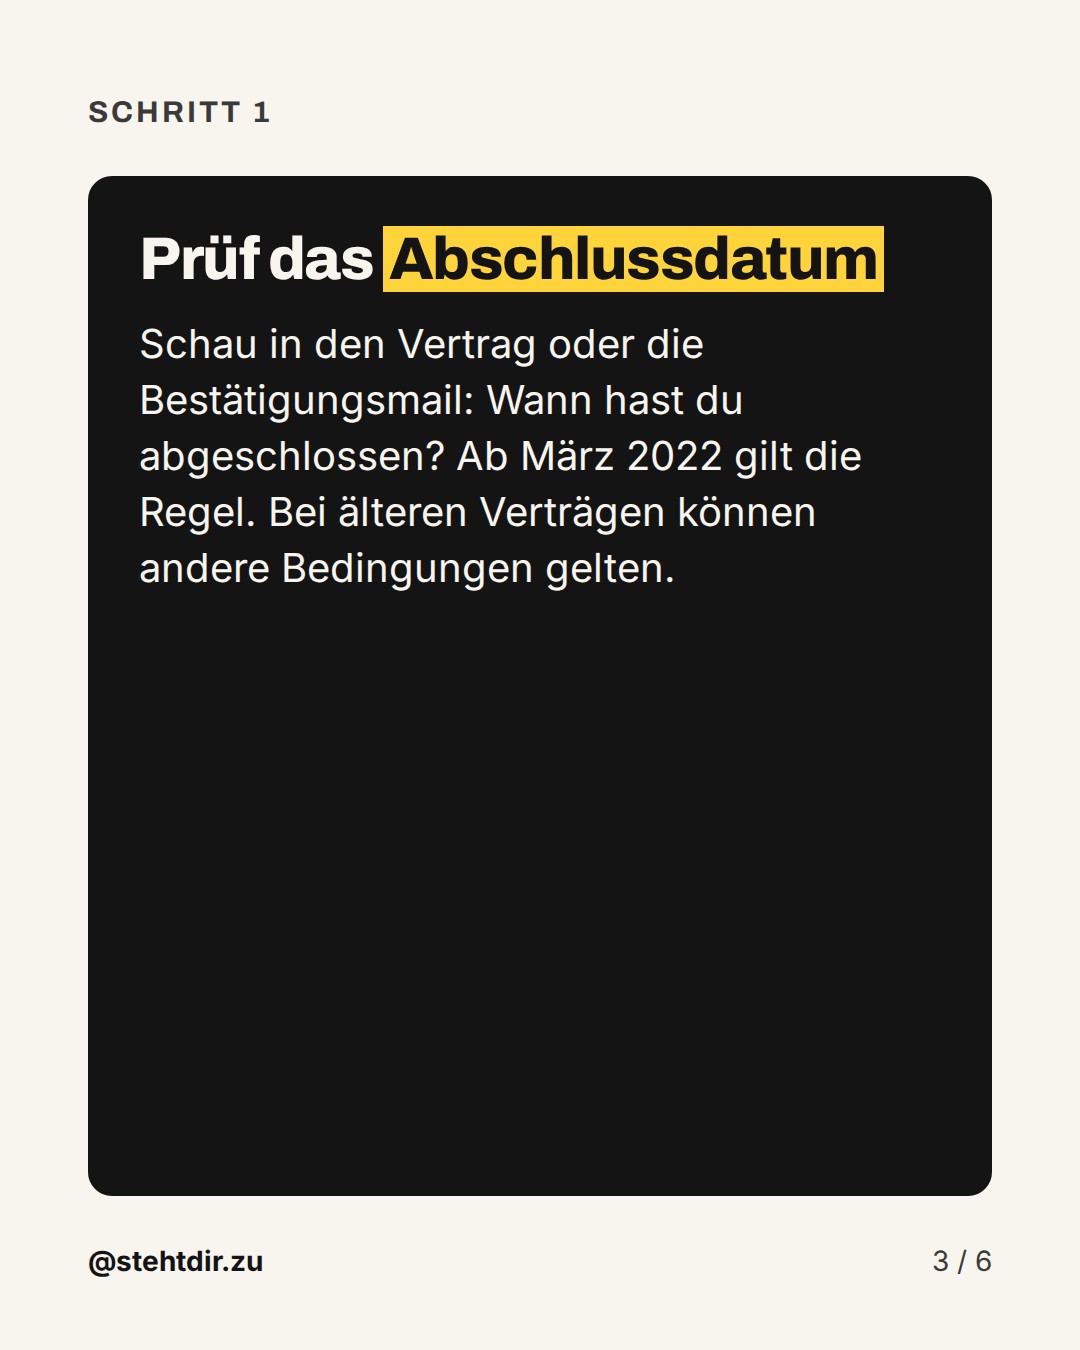 SCHRITT 1
Prüf das Abschlussdatum
Schau in den Vertrag oder die
Bestätigungsmail: Wann hast du
abgeschlossen? Ab März 2022 gilt die
Regel. Bei älteren Verträgen können
andere Bedingungen gelten.
@stehtdir.zu
3 / 6